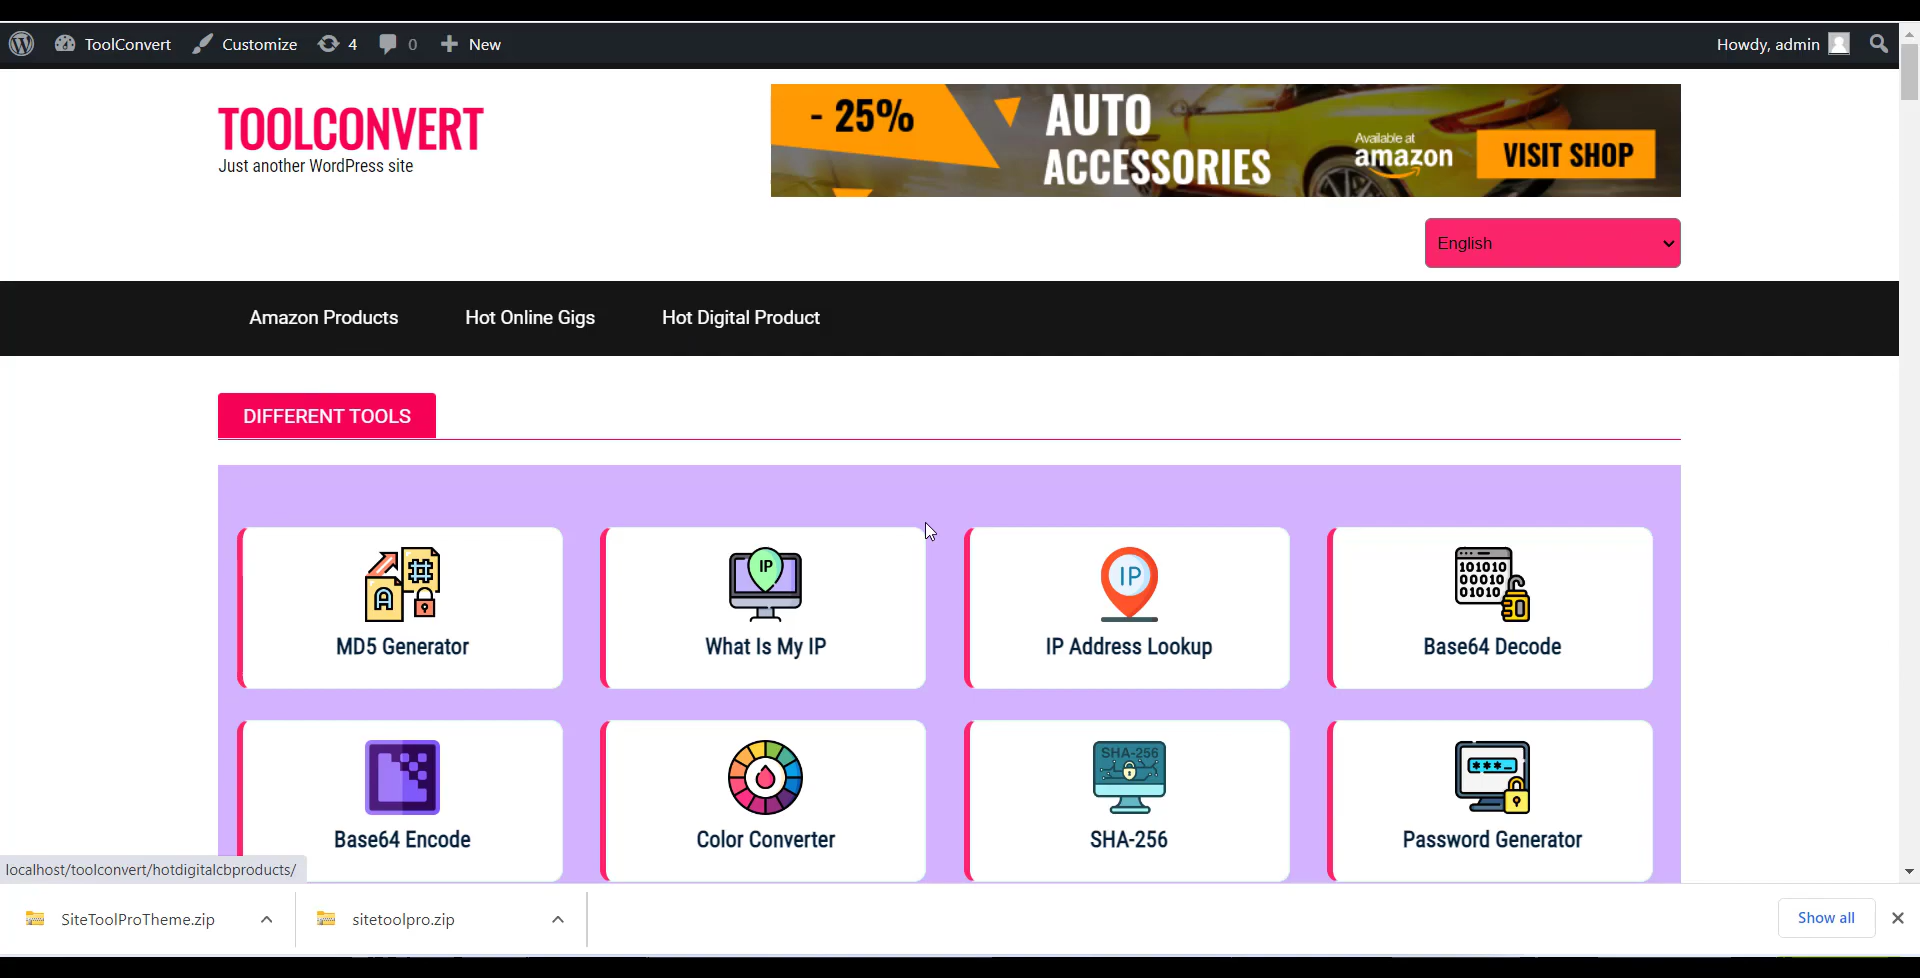 ToolConvert Customize 4 0 New Howdy, admin
TOOLCONVERT
Just another WordPress site
- 25%
AUTO
ACCESSORIES
Available at
amazon
VISIT SHOP
English
Amazon Products Hot Online Gigs Hot Digital Product
DIFFERENT TOOLS
IP
IP
101010
00010
01010
A
MD5 Generator What Is My IP IP Address Lookup Base64 Decode
SHA-256
***_
Base64 Encode Color Converter SHA-256 Password Generator
localhost/toolconvert/hotdigitalcbproducts/
SiteToolProTheme.zip sitetoolpro.zip Show all